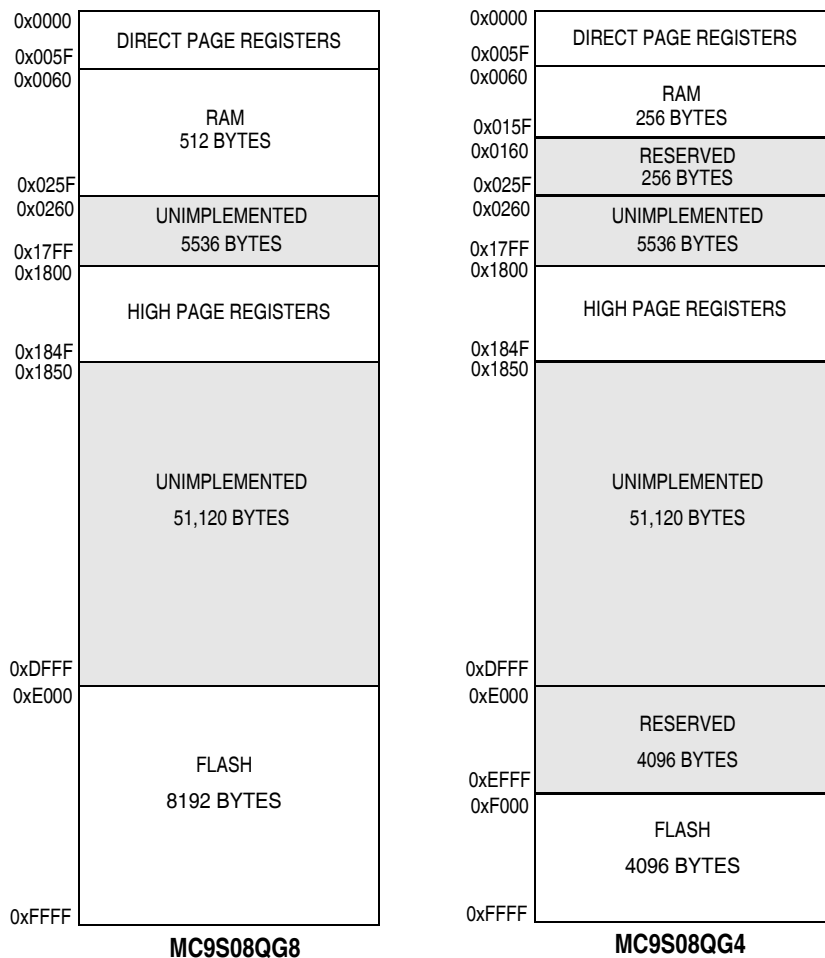 0x0000
DIRECT PAGE REGISTERS
0x005F
0x0060
RAM
512 BYTES
0x025F
0x0260
UNIMPLEMENTED
5536 BYTES
0x17FF
0x1800
HIGH PAGE REGISTERS
0x184F
0x1850
UNIMPLEMENTED
51,120 BYTES
0xDFFF
0xE000
FLASH
8192 BYTES
0xFFFF
MC9S08QG8
0x0000
DIRECT PAGE REGISTERS
0x005F
0x0060
RAM
256 BYTES
0x015F
0x0160
RESERVED
256 BYTES
0x025F
0x0260
UNIMPLEMENTED
5536 BYTES
0x17FF
0x1800
HIGH PAGE REGISTERS
0x184F
0x1850
UNIMPLEMENTED
51,120 BYTES
0xDFFF
0xE000
RESERVED
4096 BYTES
0xEFFF
0xF000
FLASH
4096 BYTES
0xFFFF
MC9S08QG4